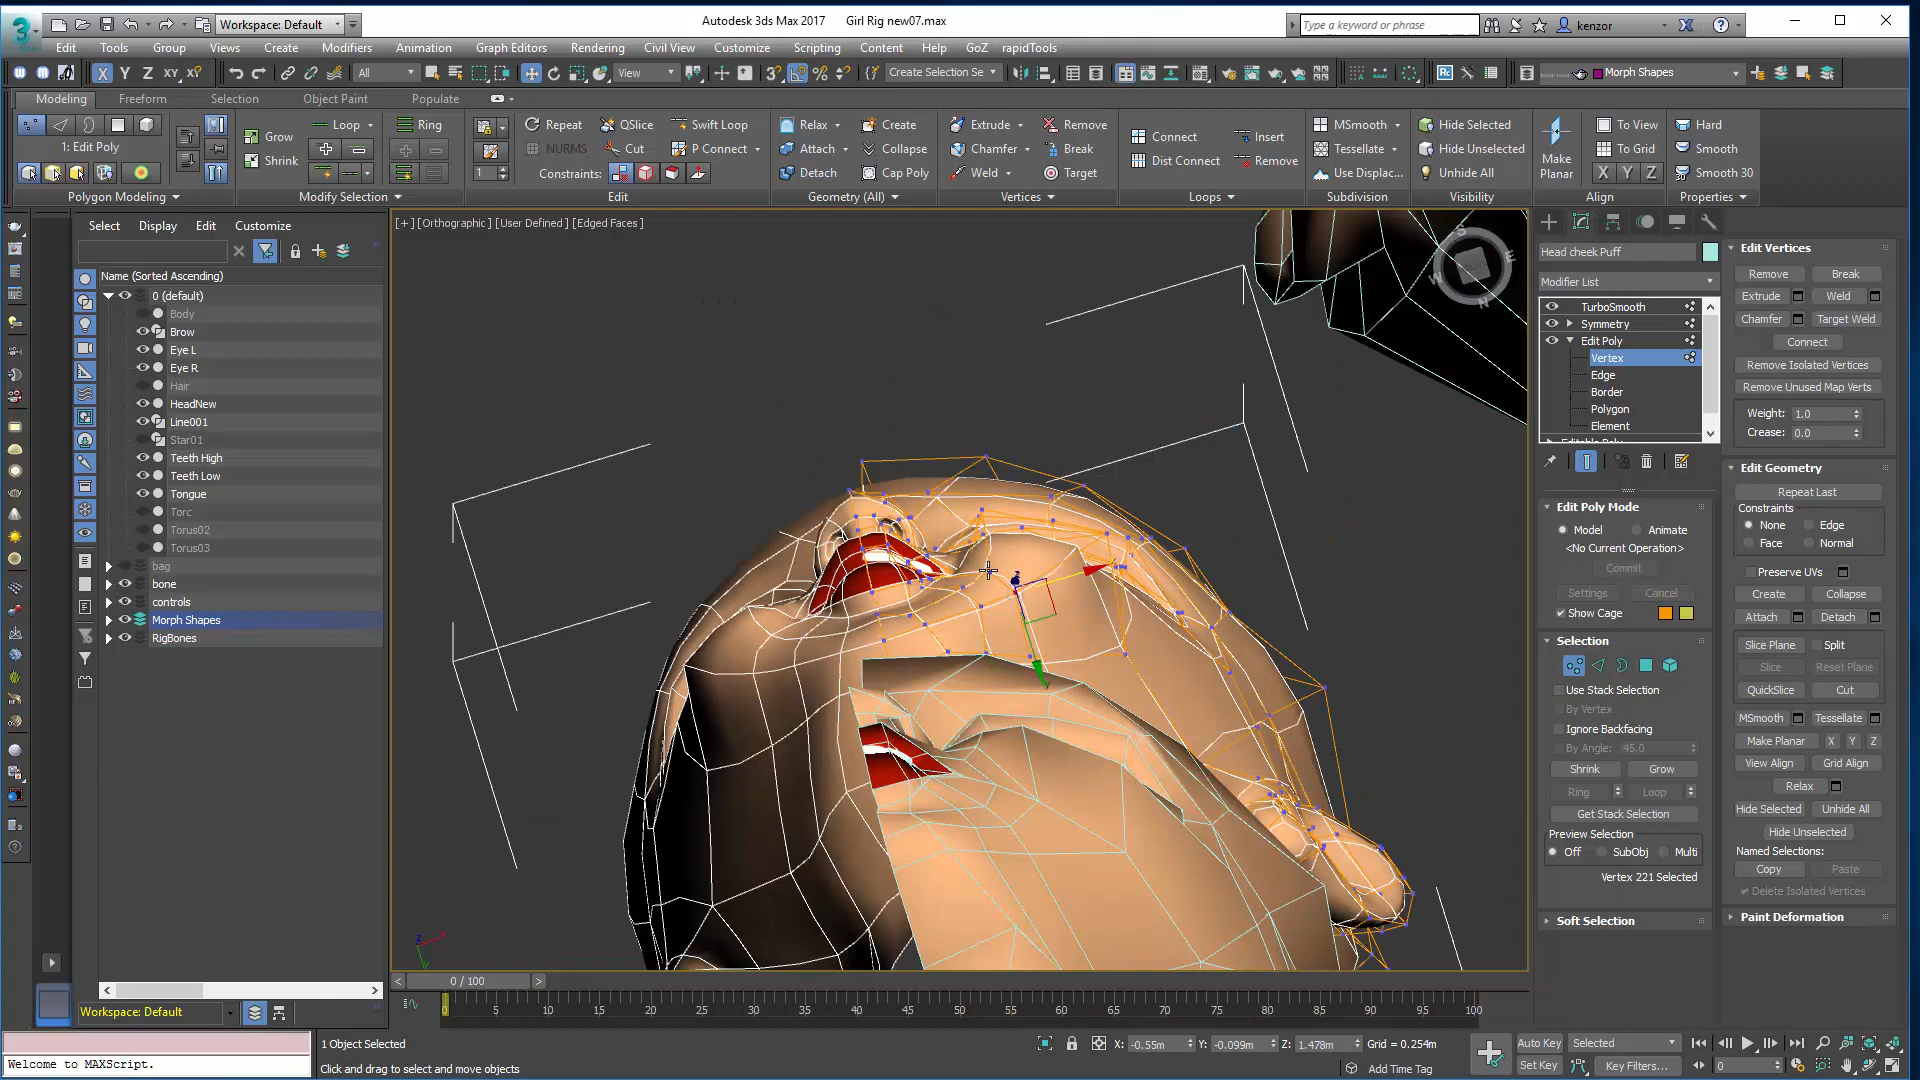 Workspace: Default
Autodesk 3ds Max 2017 Girl Rig new07.max
Type a keyword or phrase
kenzor
Edit Tools Group Views Create Modifiers Animation Graph Editors Rendering Civil View Customize Scripting Content Help GoZ rapidTools
X Y Z XY XY All View Create Selection Se Rc Morph Shapes
Modeling Freeform Selection Object Paint Populate
Loop Ring Repeat QSlice Swift Loop Relax Create Extrude Remove Connect Insert MSmooth Hide Selected To View Hard
1: Edit Poly Grow NURMS Cut P Connect Attach Collapse Chamfer Break Dist Connect Remove Tessellate Hide Unselected To Grid Smooth
Shrink 1 Constraints: Detach Cap Poly Weld Target Use Displac... Unhide All Make Planar X Y Z Smooth 30
Polygon Modeling Modify Selection Edit Geometry (All) Vertices Loops Subdivision Visibility Align Properties
Select Display Edit Customize
[+] [Orthographic] [User Defined] [Edged Faces]
Name (Sorted Ascending)
0 (default)
Body
Brow
Eye L
Eye R
Hair
HeadNew
Line001
Star01
Teeth High
Teeth Low
Tongue
Torc
Torus02
Torus03
bag
bone
controls
Morph Shapes
RigBones
S
E
W
N
Head cheek Puff
Modifier List
TurboSmooth
Symmetry
Edit Poly
Vertex
Edge
Border
Polygon
Element
Edit Poly Mode
Model Animate
<No Current Operation>
Commit
Settings Cancel
Show Cage
Selection
Use Stack Selection
By Vertex
Ignore Backfacing
By Angle: 45.0
Shrink Grow
Ring Loop
Get Stack Selection
Preview Selection
Off SubObj Multi
Vertex 221 Selected
Soft Selection
Edit Vertices
Remove Break
Extrude Weld
Chamfer Target Weld
Connect
Remove Isolated Vertices
Remove Unused Map Verts
Weight: 1.0
Crease: 0.0
Edit Geometry
Repeat Last
Constraints
None Edge
Face Normal
Preserve UVs
Create Collapse
Attach Detach
Slice Plane Split
Slice Reset Plane
QuickSlice Cut
MSmooth Tessellate
Make Planar X Y Z
View Align Grid Align
Relax
Hide Selected Unhide All
Hide Unselected
Named Selections:
Copy Paste
Delete Isolated Vertices
Paint Deformation
0 / 100
0 5 10 15 20 25 30 35 40 45 50 55 60 65 70 75 80 85 90 95 100
Workspace: Default
1 Object Selected
X: -0.55m Y: -0.099m Z: 1.478m Grid = 0.254m
Auto Key Selected
Welcome to MAXScript.
Click and drag to select and move objects
Add Time Tag
Set Key Key Filters... 0